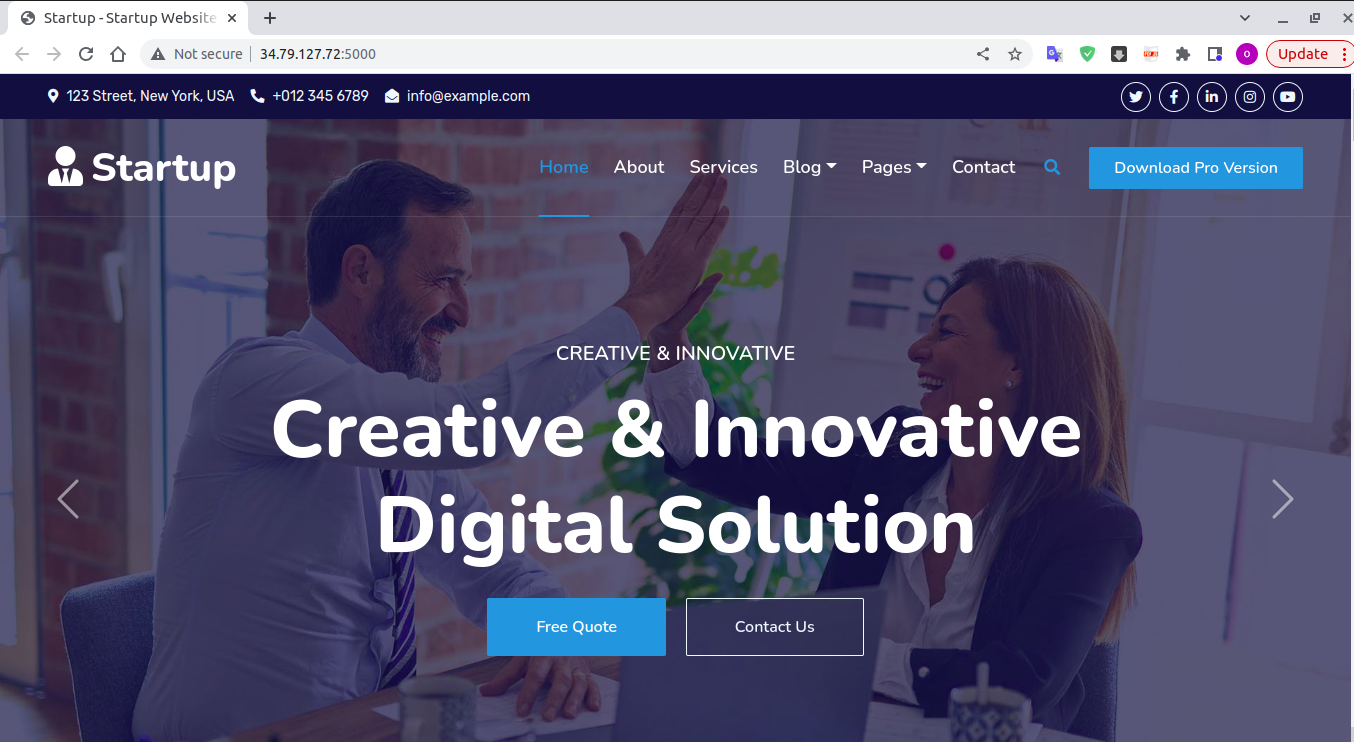 Startup - Startup Website
Not secure
34.79.127.72:5000
o
Update
123 Street, New York, USA
+012 345 6789
info@example.com
Startup
Home
About
Services
Blog
Pages
Contact
Download Pro Version
CREATIVE & INNOVATIVE
Creative & Innovative
Digital Solution
Free Quote
Contact Us